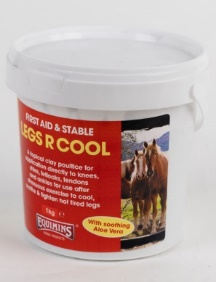 FIRST AID & STABLE
LEGS R COOL
A topical clay poultice for
application directly to knees,
shins, fetlocks, tendons
and ankles for use after
strenuous exercise to cool,
soothe & tighten hot tired legs
1kg e
With soothing
Aloe Vera
EQUIMINS